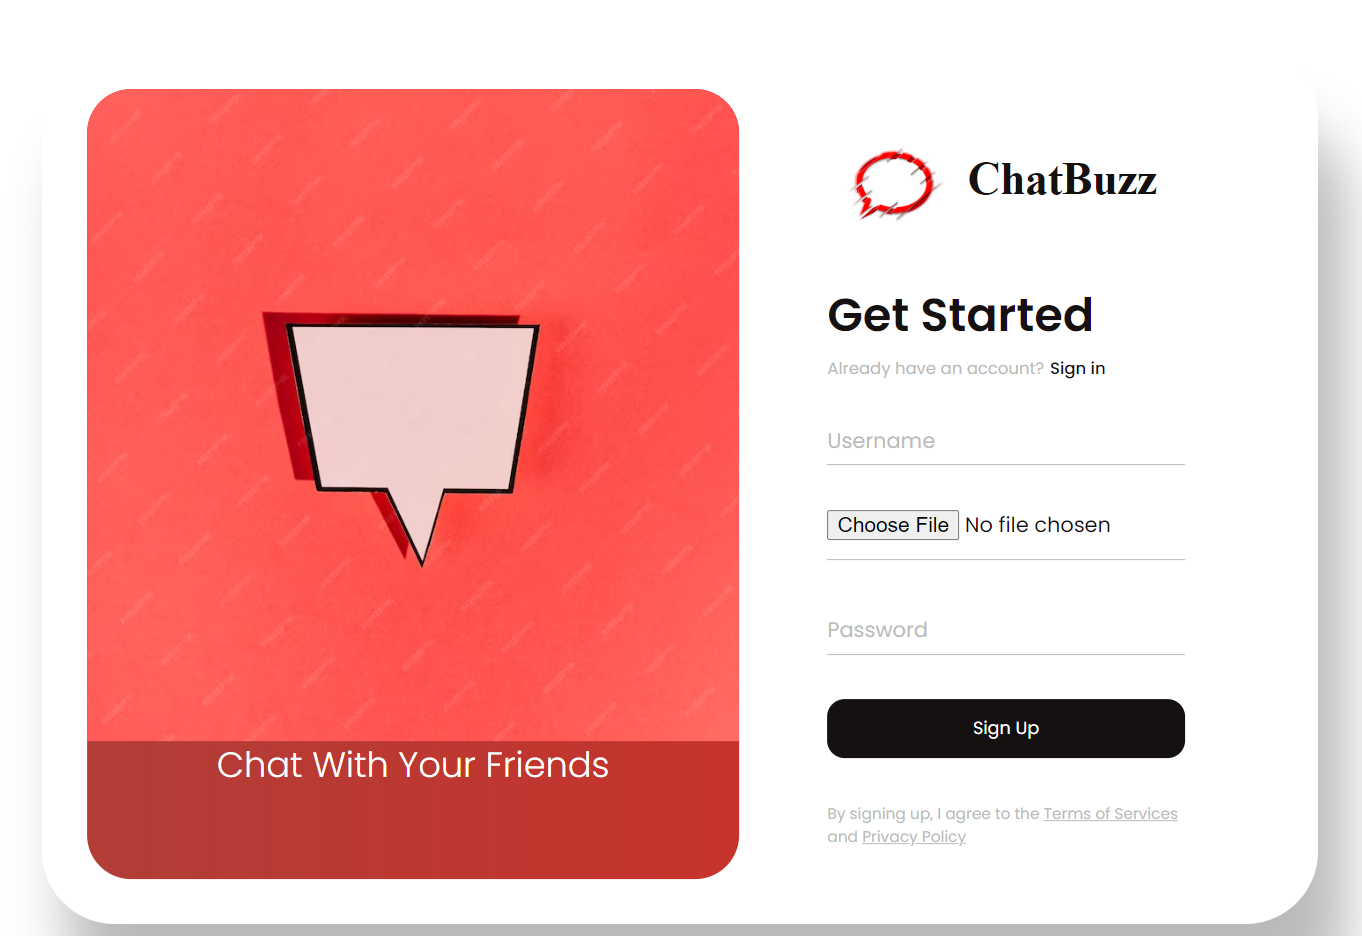 ChatBuzz
Get Started
Already have an account? Sign in
Username
Choose File No file chosen
Password
Sign Up
By signing up, I agree to the Terms of Services
and Privacy Policy
Chat With Your Friends